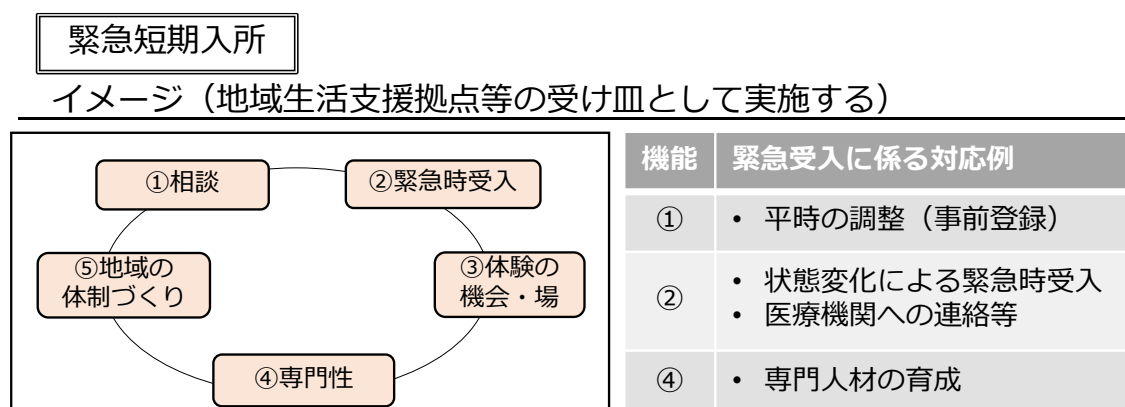 緊急短期入所
イメージ（地域生活支援拠点等の受け皿として実施する）
①相談
②緊急時受入
⑤地域の
体制づくり
③体験の
機会・場
④専門性
機能 緊急受入に係る対応例
① • 平時の調整（事前登録）
② • 状態変化による緊急時受入
• 医療機関への連絡等
④ • 専門人材の育成